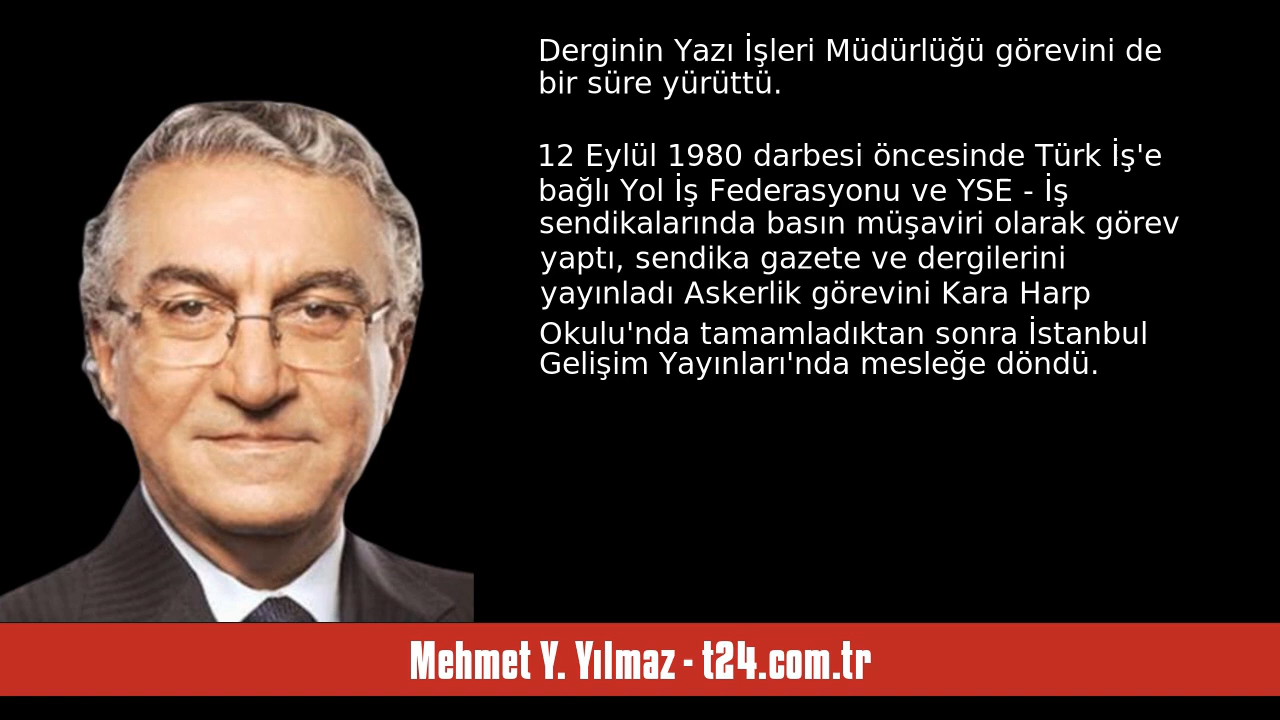 Derginin Yazı İşleri Müdürlüğü görevini de
bir süre yürüttü.
12 Eylül 1980 darbesi öncesinde Türk İş'e
bağlı Yol İş Federasyonu ve YSE - İş
sendikalarında basın müşaviri olarak görev
yaptı, sendika gazete ve dergilerini
yayınladı Askerlik görevini Kara Harp
Okulu'nda tamamladıktan sonra İstanbul
Gelişim Yayınları'nda mesleğe döndü.
Mehmet Y. Yılmaz - t24.com.tr